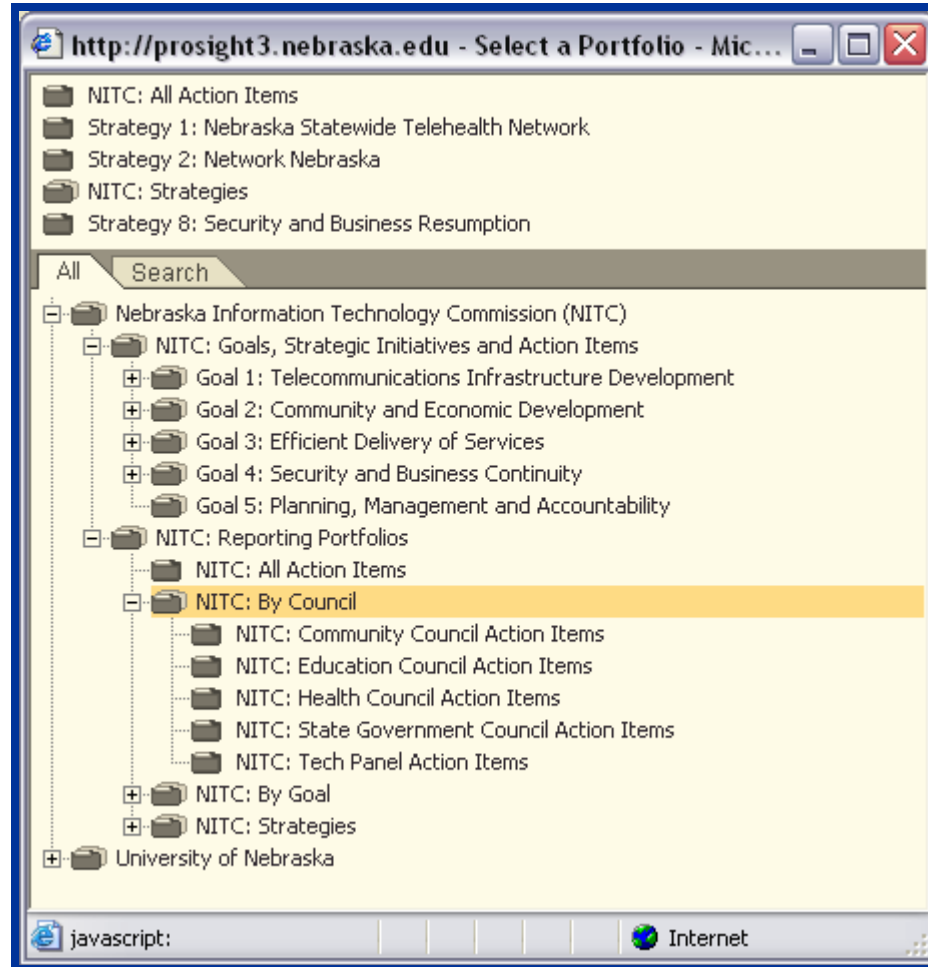 http://prosight3.nebraska.edu - Select a Portfolio - Mic...
NITC: All Action Items
Strategy 1: Nebraska Statewide Telehealth Network
Strategy 2: Network Nebraska
NITC: Strategies
Strategy 8: Security and Business Resumption
All Search
Nebraska Information Technology Commission (NITC)
NITC: Goals, Strategic Initiatives and Action Items
Goal 1: Telecommunications Infrastructure Development
Goal 2: Community and Economic Development
Goal 3: Efficient Delivery of Services
Goal 4: Security and Business Continuity
Goal 5: Planning, Management and Accountability
NITC: Reporting Portfolios
NITC: All Action Items
NITC: By Council
NITC: Community Council Action Items
NITC: Education Council Action Items
NITC: Health Council Action Items
NITC: State Government Council Action Items
NITC: Tech Panel Action Items
NITC: By Goal
NITC: Strategies
University of Nebraska
javascript: Internet